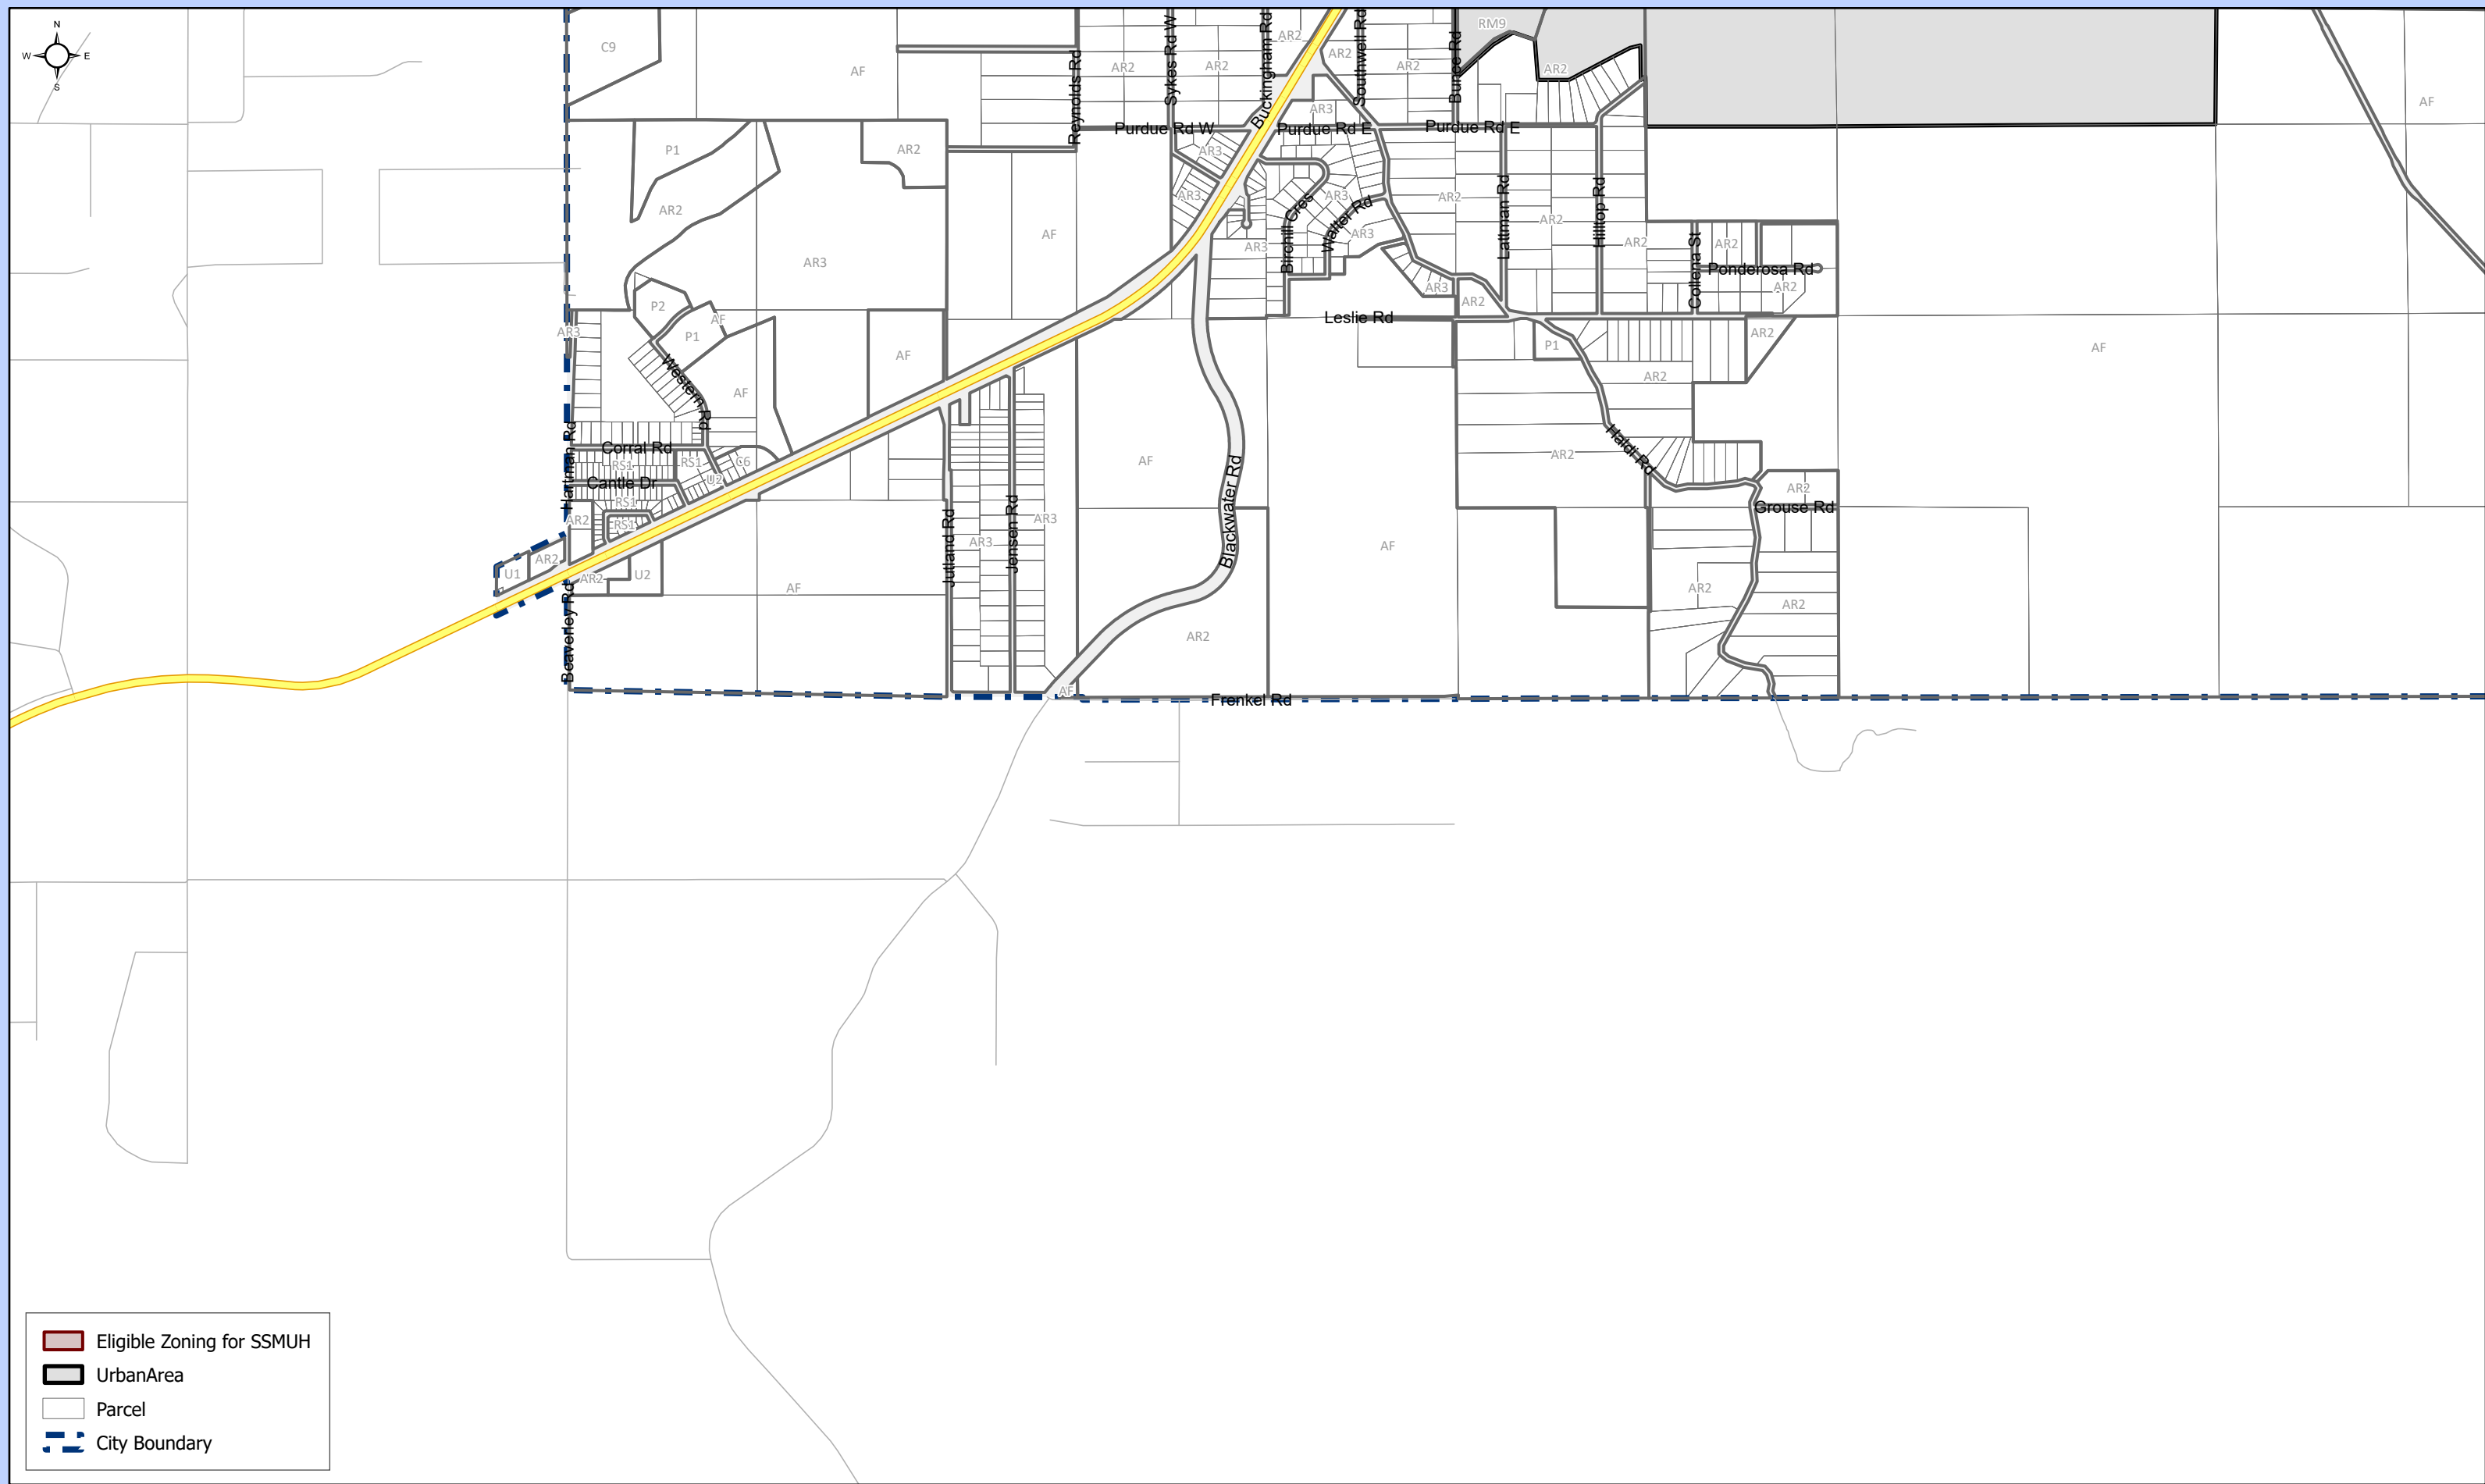 N
W E
S
C9
AF
Reynolds Rd
AR2
Sykes Rd W
AR2
Buckingham Rd
AR2
AR2
Southwell Rd
AR2
Bunce Rd
RM9
AR2
AF
P1
AR2
AR2
Purdue Rd W
AR3
Purdue Rd E
Purdue Rd E
AR3
AR3
AR3
AR2
Lattman Rd
AR2
Hilltop Rd
AR2
Collena St
AR2
Ponderosa Rd
AR2
AF
AR3
AR3
Birchill Cres
Walter Rd
AR3
AR3
AR2
P2
AF
P1
AR3
AF
Western Rd
AF
Leslie Rd
P1
AR2
AR2
AF
Hartman Rd
Corral Rd
RS1
RS1
C6
U2
Cantle Dr
RS1
RS1
AR2
AF
Blackwater Rd
AR2
Haldi Rd
AR2
Grouse Rd
U1
AR2
AR2
U2
Beaverley Rd
AF
Jutland Rd
AR3
Jensen Rd
AR3
AF
AR2
AR2
AR2
AF
Frenkel Rd
Eligible Zoning for SSMUH
UrbanArea
Parcel
City Boundary